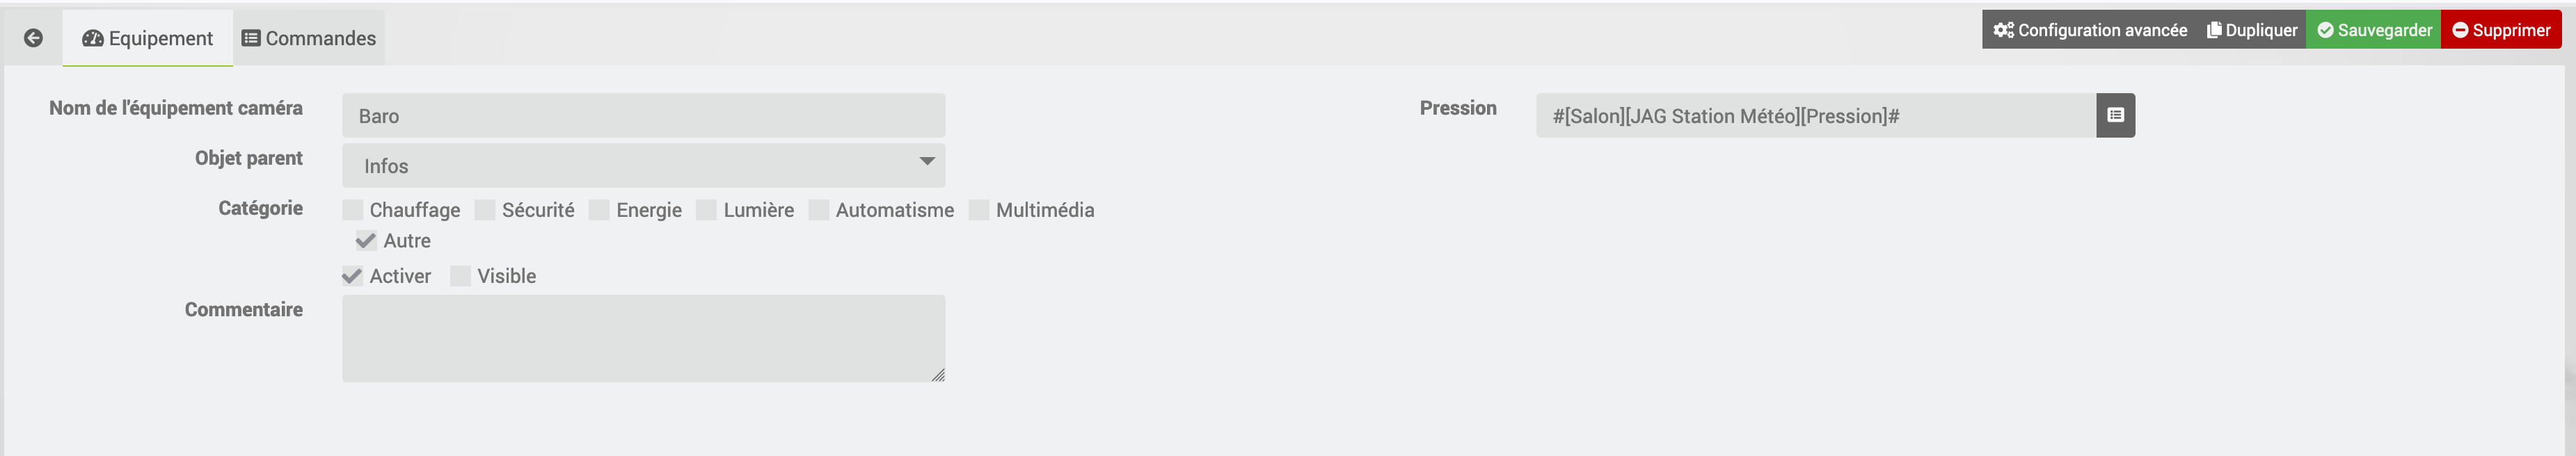 Equipement
Commandes
Configuration avancée
Dupliquer
Sauvegarder
Supprimer
Nom de l'équipement caméra
Baro
Pression
#[Salon][JAG Station Météo][Pression]#
Objet parent
Infos
Catégorie
Chauffage Sécurité Energie Lumière Automatisme Multimédia
Autre
Activer Visible
Commentaire